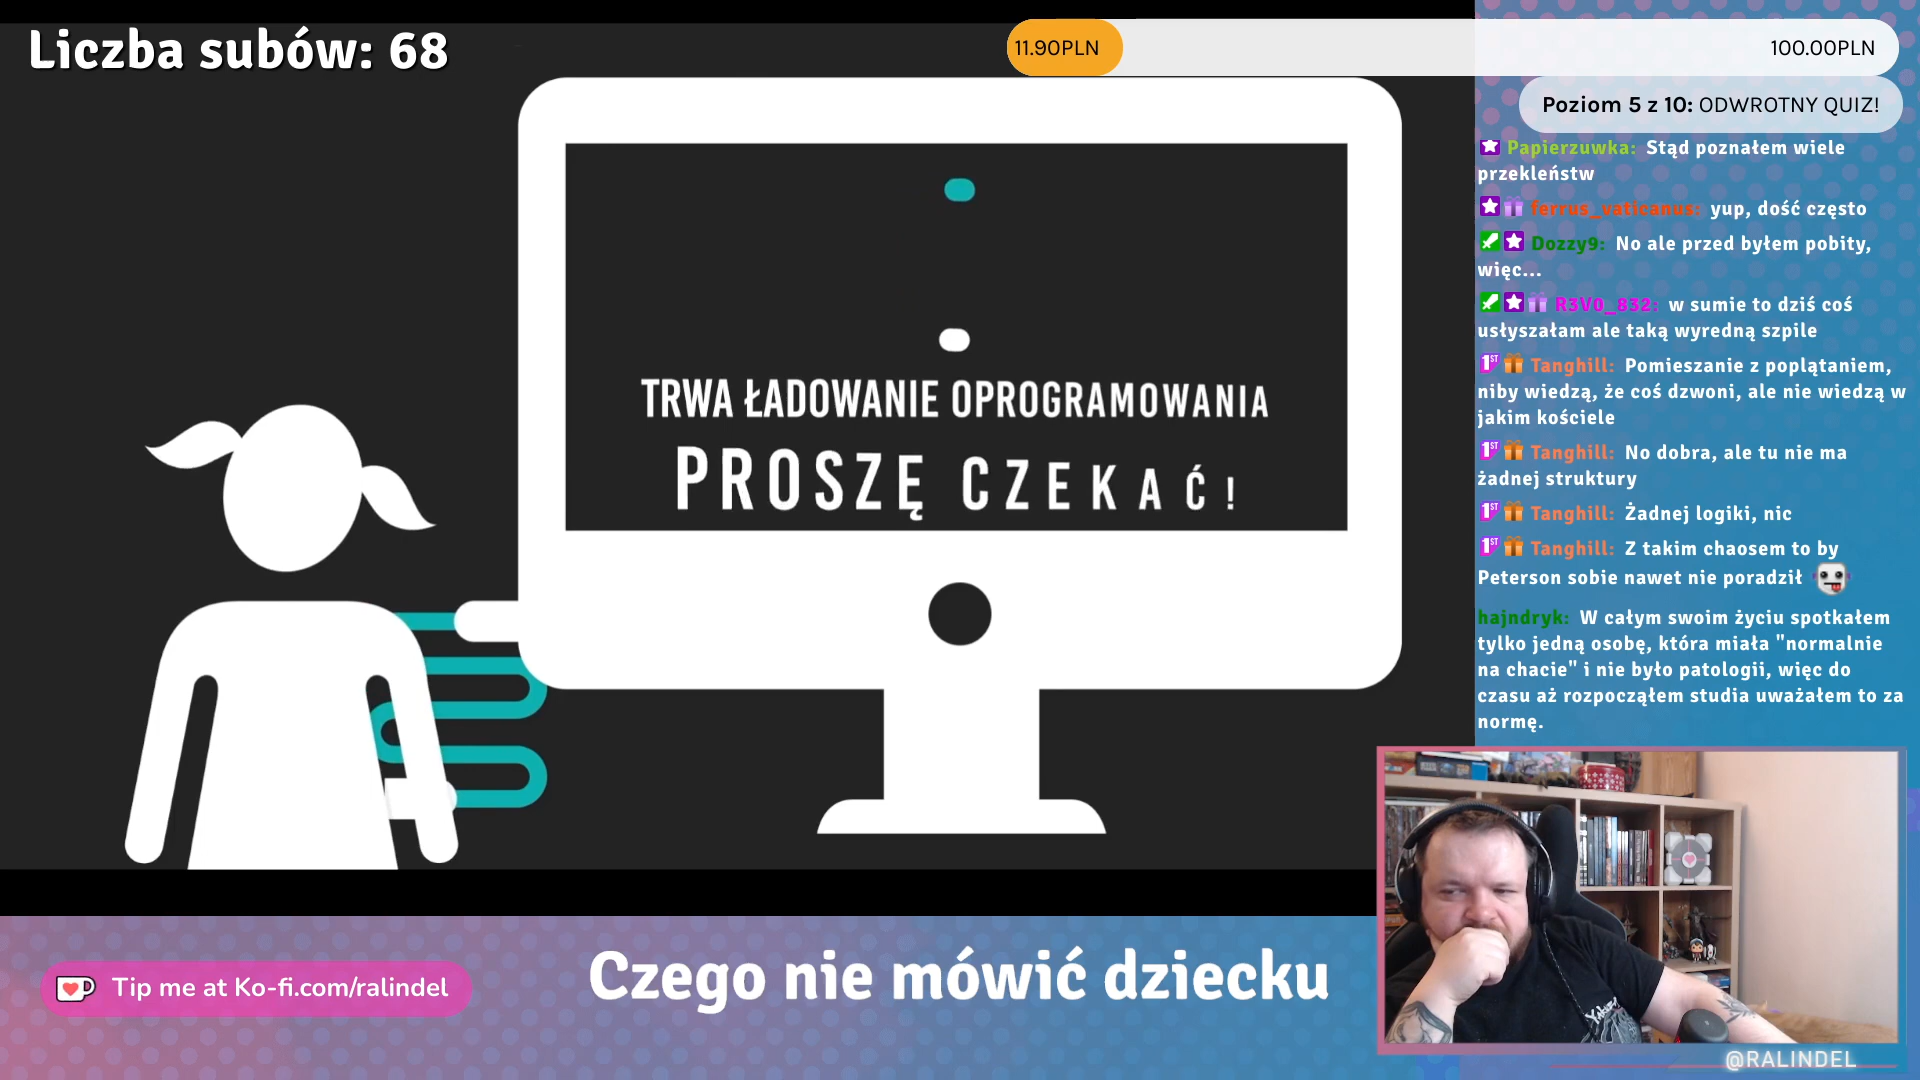 Liczba subów: 68
11.90PLN
100.00PLN
Poziom 5 z 10: ODWROTNY QUIZ!
TRWA ŁADOWANIE OPROGRAMOWANIA
PROSZĘ CZEKAĆ!
Papierzuwka: Stąd poznałem wiele
przekleństw
ferrus_vaticanus: yup, dość często
Dozzy9: No ale przed byłem pobity,
więc...
R3V0_832: w sumie to dziś coś
usłyszałam ale taką wyredną szpile
1ST Tanghill: Pomieszanie z poplątaniem,
niby wiedzą, że coś dzwoni, ale nie wiedzą w
jakim kościele
1ST Tanghill: No dobra, ale tu nie ma
żadnej struktury
1ST Tanghill: Żadnej logiki, nic
1ST Tanghill: Z takim chaosem to by
Peterson sobie nawet nie poradził
hajndryk: W całym swoim życiu spotkałem
tylko jedną osobę, która miała "normalnie
na chacie" i nie było patologii, więc do
czasu aż rozpocząłem studia uważałem to za
normę.
Tip me at Ko-fi.com/ralindel
Czego nie mówić dziecku
@RALINDEL